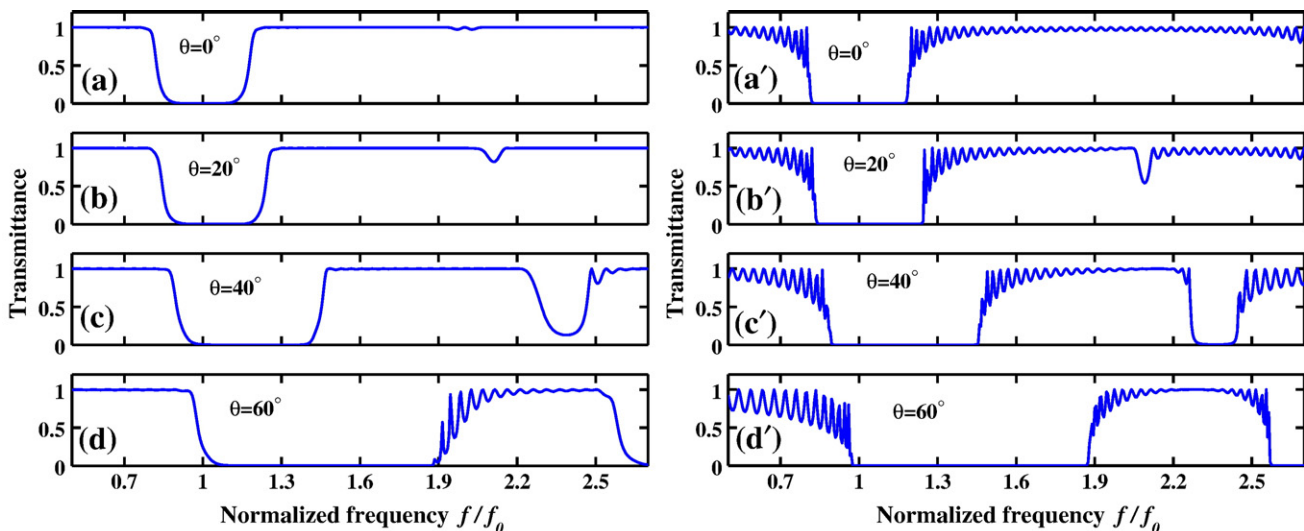 1
0.5
0
(a)
θ=0°
1
0.5
0
(b)
θ=20°
1
0.5
0
(c)
θ=40°
1
0.5
0
(d)
θ=60°
Transmittance
0.7 1 1.3 1.6 1.9 2.2 2.5
Normalized frequency f/f0
1
0.5
0
(a′)
θ=0°
1
0.5
0
(b′)
θ=20°
1
0.5
0
(c′)
θ=40°
1
0.5
0
(d′)
θ=60°
Transmittance
0.7 1 1.3 1.6 1.9 2.2 2.5
Normalized frequency f/f0